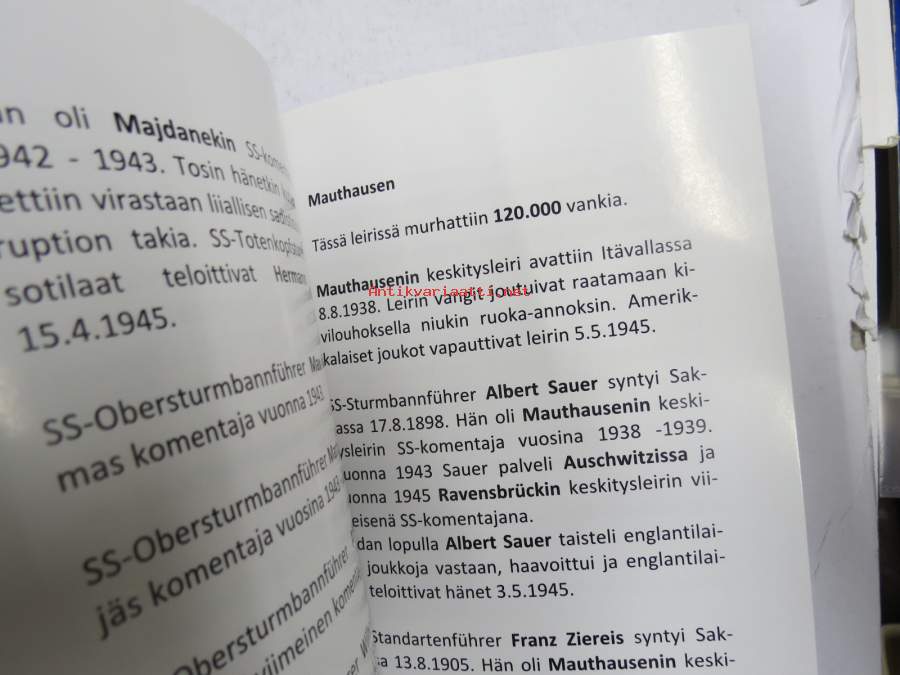 oli Majdanekin
1942 - 1943. Tosin hänetkin
virastaan liiallisen
takia. SS-Totenkopf
sotilaat teloittivat
15.4.1945.
SS-Obersturmbannführer
mas komentaja vuonna 1943
SS-Obersturmbannführer
jäs komentaja vuosina 1943
Obersturmbannführer
viimeinen
Mauthausen
Tässä leirissä murhattiin 120.000 vankia.
Mauthausenin keskitysleiri avattiin Itävallassa
Antikvariaatti.net
8.8.1938. Leirin vangit joutuivat raatamaan ki-
vilouhoksella niukin ruoka-annoksin. Amerik-
kalaiset joukot vapauttivat leirin 5.5.1945.
SS-Sturmbannführer Albert Sauer syntyi Sak-
assa 17.8.1898. Hän oli Mauthausenin keski-
ysleirin SS-komentaja vuosina 1938 -1939.
uonna 1943 Sauer palveli Auschwitzissa ja
uonna 1945 Ravensbrückin keskitysleirin vii-
eisenä SS-komentajana.
dan lopulla Albert Sauer taisteli englantilai-
joukkoja vastaan, haavoittui ja englantilai-
teloittivat hänet 3.5.1945.
Standartenführer Franz Ziereis syntyi Sak-
sa 13.8.1905. Hän oli Mauthausenin keski-